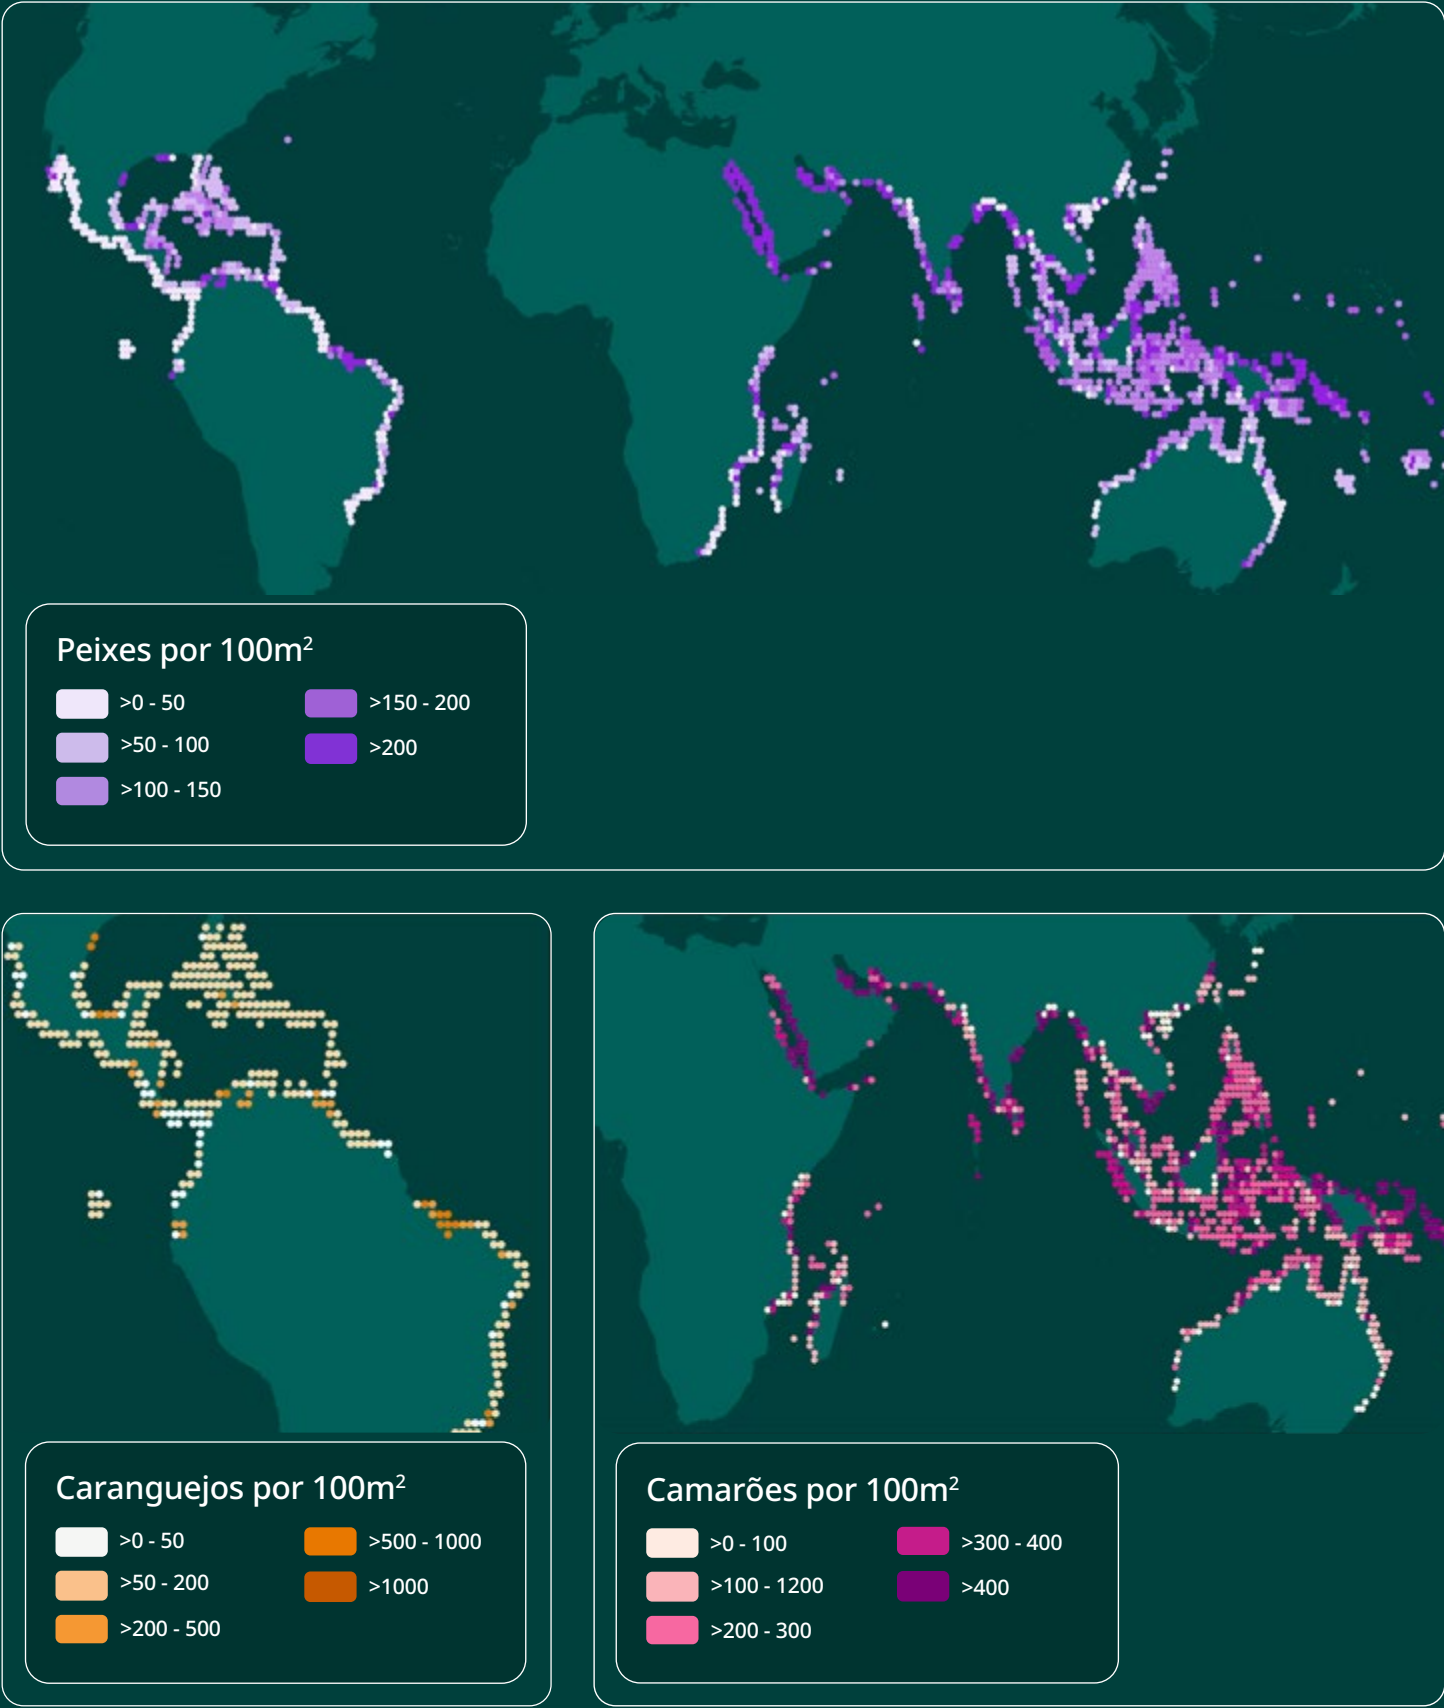 Peixes por 100m²
>0 - 50
>50 - 100
>100 - 150
>150 - 200
>200
Caranguejos por 100m²
>0 - 50
>50 - 200
>200 - 500
>500 - 1000
>1000
Camarões por 100m²
>0 - 100
>100 - 1200
>200 - 300
>300 - 400
>400